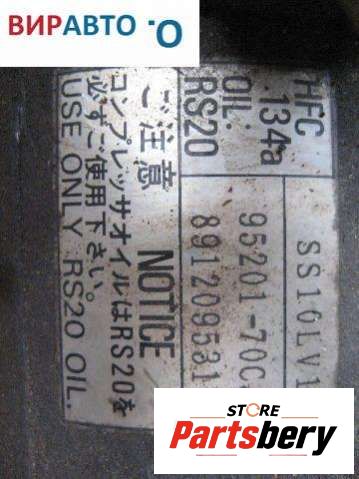 ВИРАВТО
HFC 134a
OIL: RS20
SS10LV1
95201-70C
891209531
NOTICE
ご注意
コンプレッサオイルはRS20を
必ずご使用下さい。
USE ONLY RS20 OIL.
STORE
Partsbery